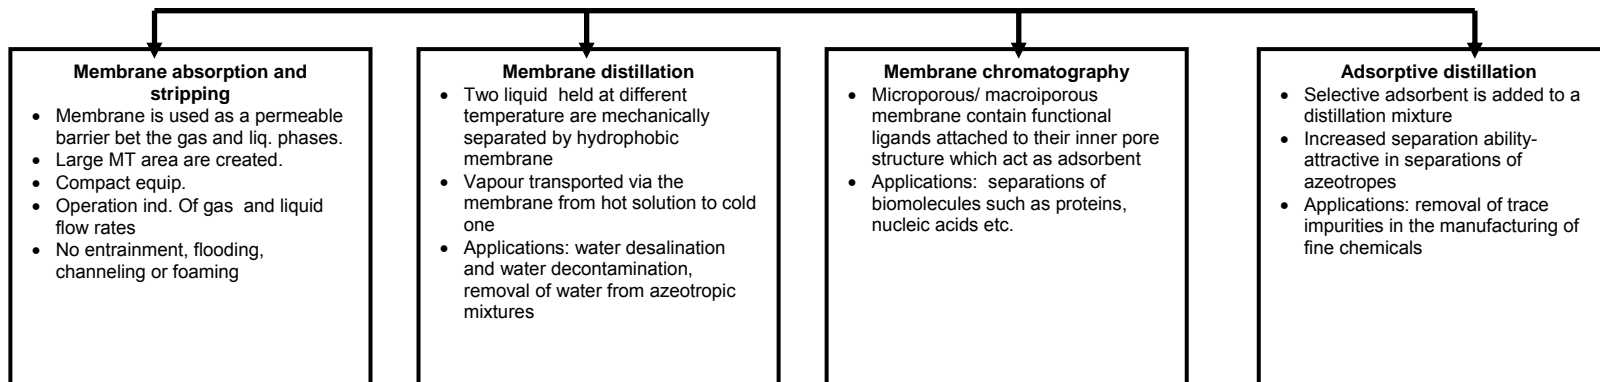 Membrane absorption and
stripping
• Membrane is used as a permeable
barrier bet the gas and liq. phases.
• Large MT area are created.
• Compact equip.
• Operation ind. Of gas and liquid
flow rates
• No entrainment, flooding,
channeling or foaming
Membrane distillation
• Two liquid held at different
temperature are mechanically
separated by hydrophobic
membrane
• Vapour transported via the
membrane from hot solution to cold
one
• Applications: water desalination
and water decontamination,
removal of water from azeotropic
mixtures
Membrane chromatography
• Microporous/ macroiporous
membrane contain functional
ligands attached to their inner pore
structure which act as adsorbent
• Applications: separations of
biomolecules such as proteins,
nucleic acids etc.
Adsorptive distillation
• Selective adsorbent is added to a
distillation mixture
• Increased separation ability-
attractive in separations of
azeotropes
• Applications: removal of trace
impurities in the manufacturing of
fine chemicals